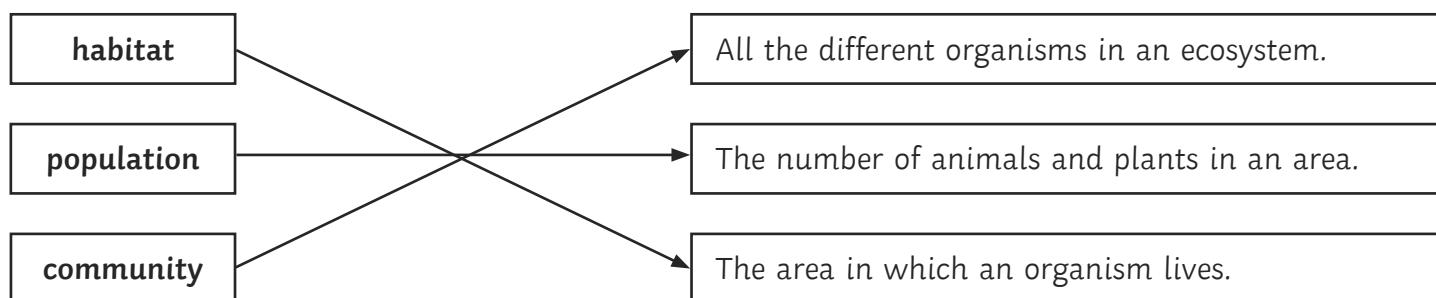 habitat
All the different organisms in an ecosystem.
population
The number of animals and plants in an area.
community
The area in which an organism lives.